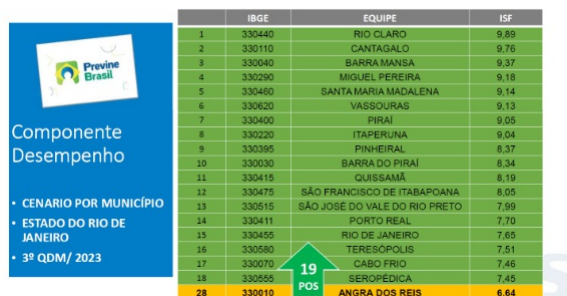 Previne
Brasil
Componente
Desempenho
• CENARIO POR MUNICÍPIO
• ESTADO DO RIO DE
JANEIRO
• 3º QDM/ 2023
IBGE EQUIPE ISF
1 330440 RIO CLARO 9,89
2 330110 CANTAGALO 9,76
3 330040 BARRA MANSA 9,37
4 330290 MIGUEL PEREIRA 9,18
5 330460 SANTA MARIA MADALENA 9,14
6 330620 VASSOURAS 9,13
7 330400 PIRAÍ 9,05
8 330220 ITAPERUNA 9,04
9 330395 PINHEIRAL 8,37
10 330030 BARRA DO PIRAÍ 8,34
11 330415 QUISSAMÃ 8,19
12 330475 SÃO FRANCISCO DE ITABAPOANA 8,05
13 330515 SÃO JOSÉ DO VALE DO RIO PRETO 7,99
14 330411 PORTO REAL 7,70
15 330455 RIO DE JANEIRO 7,65
16 330580 TERESÓPOLIS 7,51
17 330070 CABO FRIO 7,46
18 330555 SEROPÉDICA 7,45
28 330010 ANGRA DOS REIS 6,64
19
POS